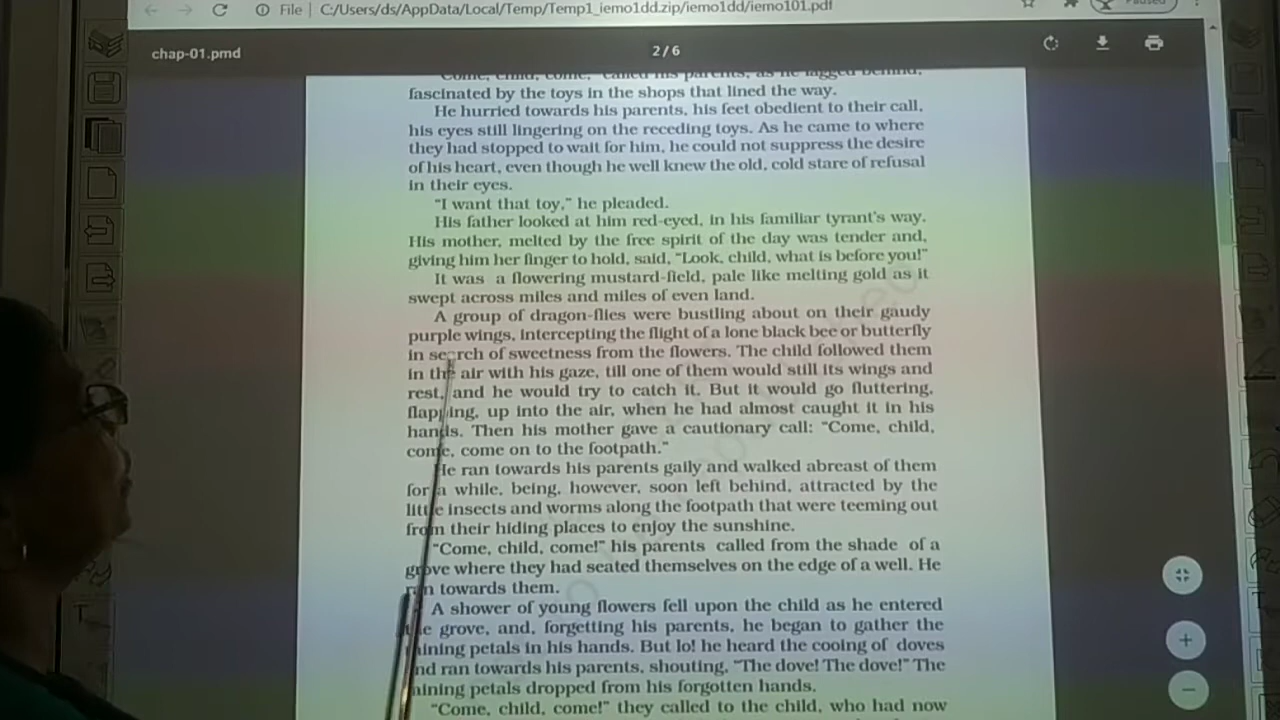 File | C:/Users/ds/AppData/Local/Temp/Temp1_iemo1dd.zip/iemo1dd/iemo101.pdf
Paused
chap-01.pmd
2/6
"Come, child, come," called his parents, as he lagged behind,
fascinated by the toys in the shops that lined the way.
He hurried towards his parents, his feet obedient to their call,
his eyes still lingering on the receding toys. As he came to where
they had stopped to wait for him, he could not suppress the desire
of his heart, even though he well knew the old, cold stare of refusal
in their eyes.
"I want that toy," he pleaded.
His father looked at him red-eyed, in his familiar tyrant's way.
His mother, melted by the free spirit of the day was tender and,
giving him her finger to hold, said, "Look, child, what is before you!"
It was a flowering mustard-field, pale like melting gold as it
swept across miles and miles of even land.
A group of dragon-flies were bustling about on their gaudy
purple wings, intercepting the flight of a lone black bee or butterfly
in search of sweetness from the flowers. The child followed them
in the air with his gaze, till one of them would still its wings and
rest, and he would try to catch it. But it would go fluttering,
flapping, up into the air, when he had almost caught it in his
hands. Then his mother gave a cautionary call: "Come, child,
come, come on to the footpath."
He ran towards his parents gaily and walked abreast of them
for a while, being, however, soon left behind, attracted by the
little insects and worms along the footpath that were teeming out
from their hiding places to enjoy the sunshine.
"Come, child, come!" his parents called from the shade of a
grove where they had seated themselves on the edge of a well. He
ran towards them.
A shower of young flowers fell upon the child as he entered
the grove, and, forgetting his parents, he began to gather the
raining petals in his hands. But lo! he heard the cooing of doves
and ran towards his parents, shouting, "The dove! The dove!" The
raining petals dropped from his forgotten hands.
"Come, child, come!" they called to the child, who had now